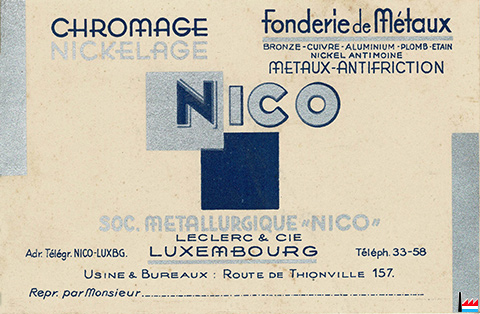 CHROMAGE
NICKELAGE
Fonderie de Métaux
BRONZE-CUIVRE-ALUMINIUM-PLOMB-ETAIN
NICKEL ANTIMOINE
METAUX-ANTIFRICTION
NICO
SOC. METALLURGIQUE "NICO"
LECLERC & CIE
Adr. Télégr. NICO-LUXBG.
LUXEMBOURG
Téléph. 33-58
USINE & BUREAUX : ROUTE DE THIONVILLE 157.
Repr. par Monsieur